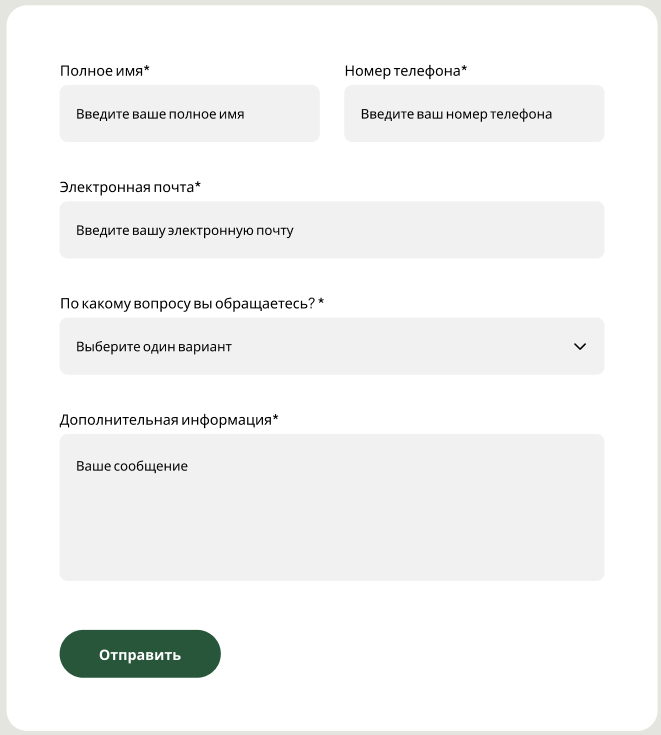 Полное имя*
Номер телефона*
Введите ваше полное имя
Введите ваш номер телефона
Электронная почта*
Введите вашу электронную почту
По какому вопросу вы обращаетесь? *
Выберите один вариант
Дополнительная информация*
Ваше сообщение
Отправить